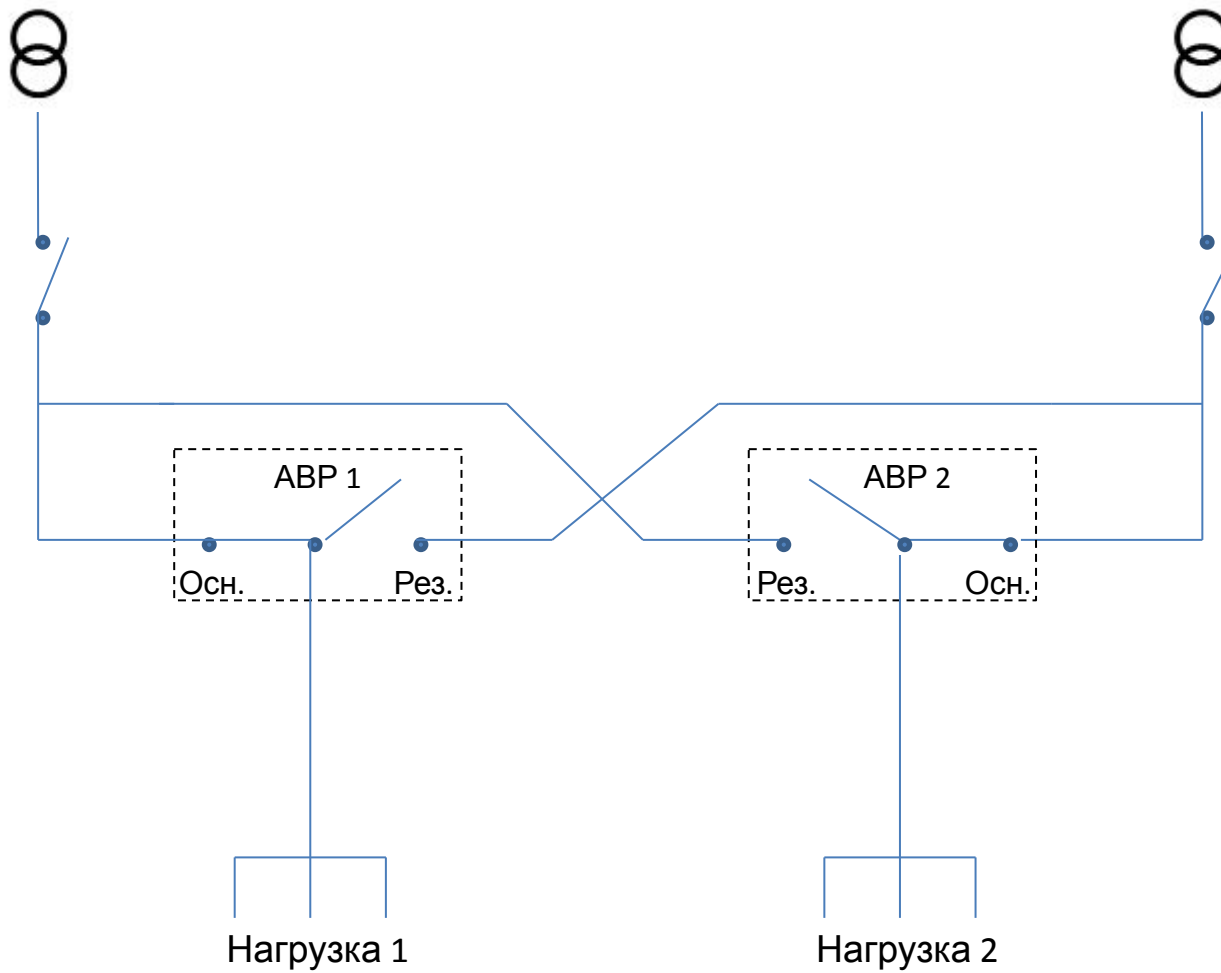 АВР 1
АВР 2
Осн.
Рез.
Рез.
Осн.
Нагрузка 1
Нагрузка 2